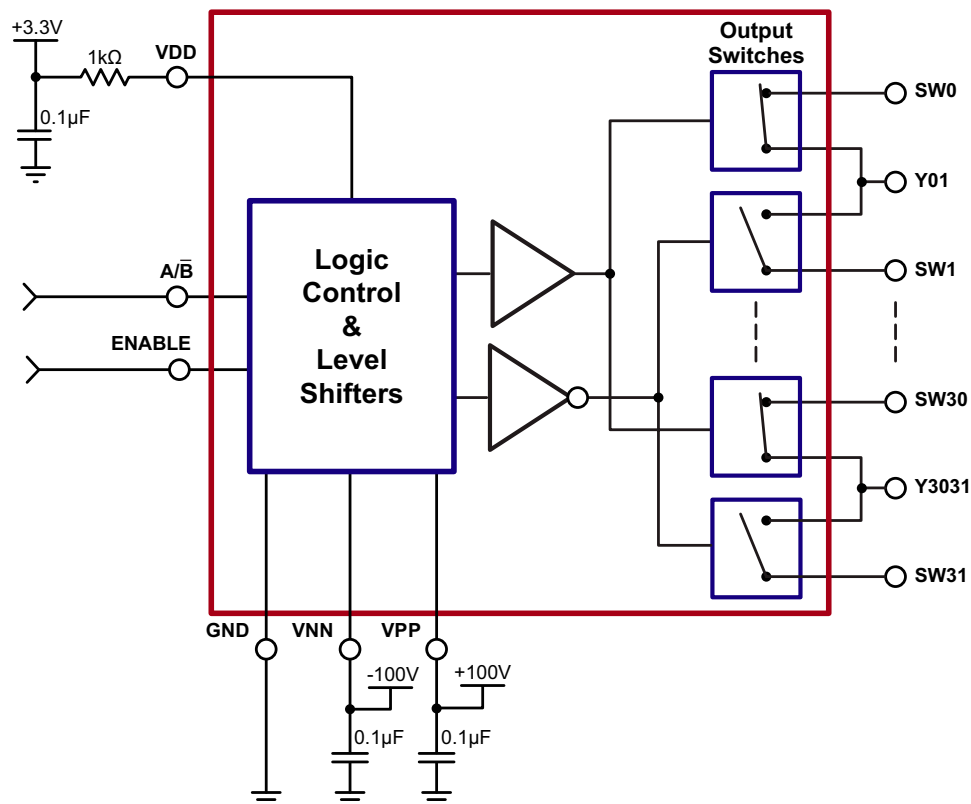 +3.3V
1kΩ
VDD
0.1µF
Output
Switches
SW0
Y01
SW1
A/B̅
ENABLE
Logic
Control
&
Level
Shifters
SW30
Y3031
SW31
GND
VNN
VPP
-100V
+100V
0.1µF
0.1µF